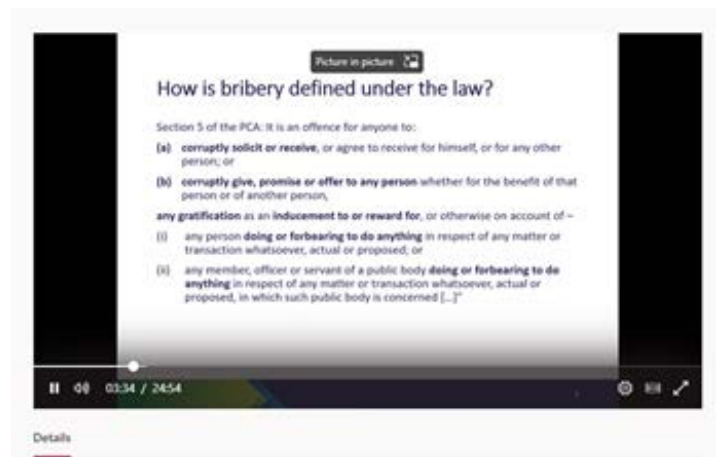 Picture in picture
How is bribery defined under the law?
Section 5 of the PCA: It is an offence for anyone to:
(a) corruptly solicit or receive, or agree to receive for himself, or for any other
person; or
(b) corruptly give, promise or offer to any person whether for the benefit of that
person or of another person,
any gratification as an inducement to or reward for, or otherwise on account of –
(i) any person doing or forbearing to do anything in respect of any matter or
transaction whatsoever, actual or proposed; or
(ii) any member, officer or servant of a public body doing or forbearing to do
anything in respect of any matter or transaction whatsoever, actual or
proposed, in which such public body is concerned [...]"
03:34 / 24:54
Details